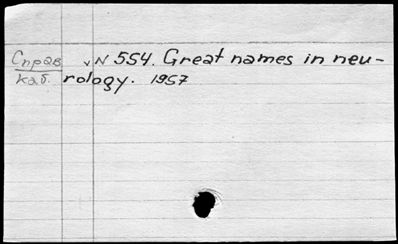 Справ. √ N 554. Great names in neu-
каб. rology. 1957